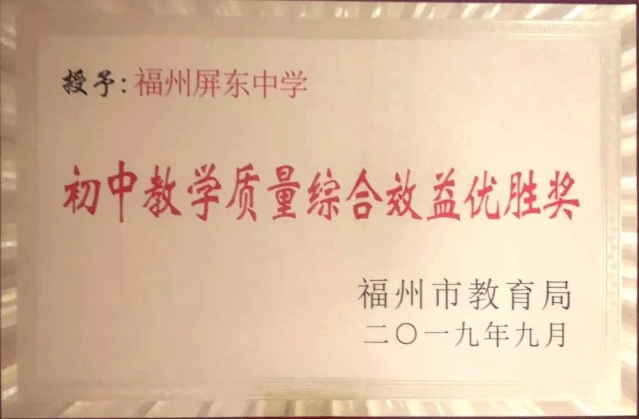 授予:福州屏东中学
初中教学质量综合效益优胜奖
福州市教育局
二〇一九年九月